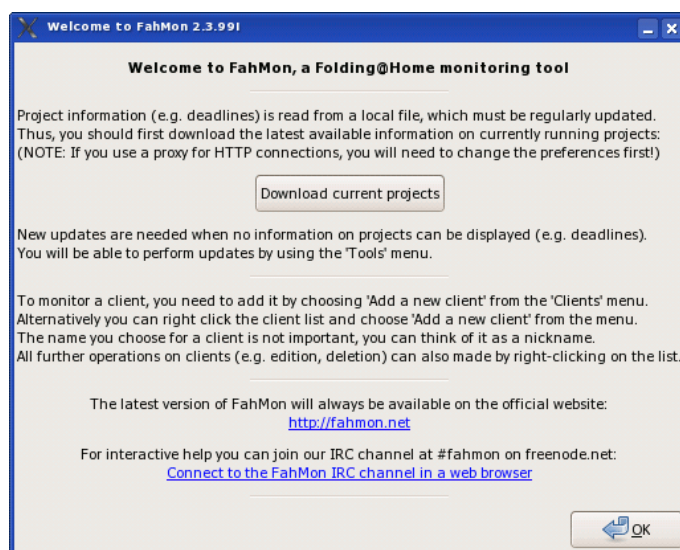 Welcome to FahMon 2.3.99I
Welcome to FahMon, a Folding@Home monitoring tool
Project information (e.g. deadlines) is read from a local file, which must be regularly updated.
Thus, you should first download the latest available information on currently running projects:
(NOTE: If you use a proxy for HTTP connections, you will need to change the preferences first!)
Download current projects
New updates are needed when no information on projects can be displayed (e.g. deadlines).
You will be able to perform updates by using the 'Tools' menu.
To monitor a client, you need to add it by choosing 'Add a new client' from the 'Clients' menu.
Alternatively you can right click the client list and choose 'Add a new client' from the menu.
The name you choose for a client is not important, you can think of it as a nickname.
All further operations on clients (e.g. edition, deletion) can also made by right-clicking on the list.
The latest version of FahMon will always be available on the official website:
http://fahmon.net
For interactive help you can join our IRC channel at #fahmon on freenode.net:
Connect to the FahMon IRC channel in a web browser
OK